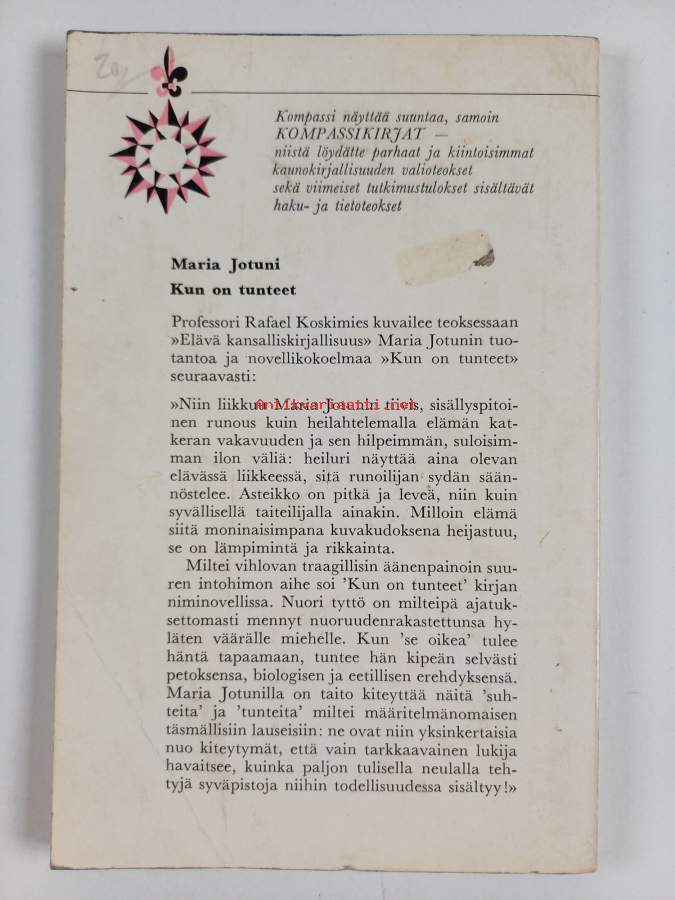 Kompassi näyttää suuntaa, samoin
KOMPASSIKIRJAT —
niistä löydätte parhaat ja kiintoisimmat
kaunokirjallisuuden valioteokset
sekä viimeiset tutkimustulokset sisältävät
haku- ja tietoteokset
Maria Jotuni
Kun on tunteet
Professori Rafael Koskimies kuvailee teoksessaan
»Elävä kansalliskirjallisuus» Maria Jotunin tuo-
tantoa ja novellikokoelmaa »Kun on tunteet»
seuraavasti:
»Niin liikkuu Maria Jotunin tiivis, sisällyspitoi-
Antikvariaatti.net
nen runous kuin heilahtelemalla elämän kat-
keran vakavuuden ja sen hilpeimmän, suloisim-
man ilon väliä: heiluri näyttää aina olevan
elävässä liikkeessä, sitä runoilijan sydän sään-
nöstelee. Asteikko on pitkä ja leveä, niin kuin
syvällisellä taiteilijalla ainakin. Milloin elämä
siitä moninaisimpana kuvakudoksena heijastuu,
se on lämpimintä ja rikkainta.
Miltei vihlovan traagillisin äänenpainoin suu-
ren intohimon aihe soi 'Kun on tunteet' kirjan
niminovellissa. Nuori tyttö on milteipä ajatuk-
settomasti mennyt nuoruudenrakastettunsa hy-
läten väärälle miehelle. Kun 'se oikea' tulee
häntä tapaamaan, tuntee hän kipeän selvästi
petoksensa, biologisen ja eetillisen erehdyksensä.
Maria Jotunilla on taito kiteyttää näitä 'suh-
teita' ja 'tunteita' miltei määritelmänomaisen
täsmällisiin lauseisiin: ne ovat niin yksinkertaisia
nuo kiteytymät, että vain tarkkaavainen lukija
havaitsee, kuinka paljon tulisella neulalla teh-
tyjä syväpistoja niihin todellisuudessa sisältyy!»